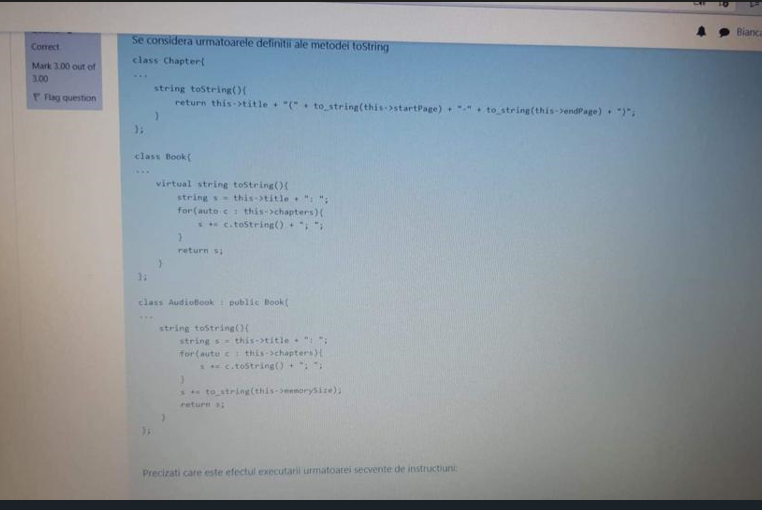 Correct
Mark 3.00 out of
3.00
Flag question
Bianca
Se considera urmatoarele definitii ale metodei toString
class Chapter{
...
string toString(){
return this->title + "(" + to_string(this->startPage) + "-" + to_string(this->endPage) + ")";
}
};
class Book{
...
virtual string toString(){
string s = this->title + ": ";
for(auto c : this->chapters){
s += c.toString() + "; ";
}
return s;
}
};
class AudioBook : public Book{
...
string toString(){
string s = this->title + ": ";
for(auto c : this->chapters){
s += c.toString() + "; ";
}
s += to_string(this->memorySize);
return s;
}
};
Precizati care este efectul executarii urmatoarei secvente de instructiuni: